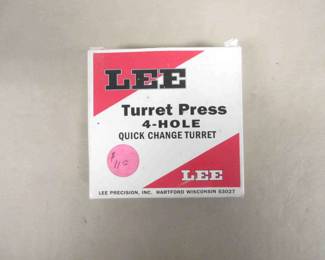 LEE
Turret Press
4-HOLE
QUICK CHANGE TURRET
$
LEE
LEE PRECISION, INC. HARTFORD WISCONSIN 53027